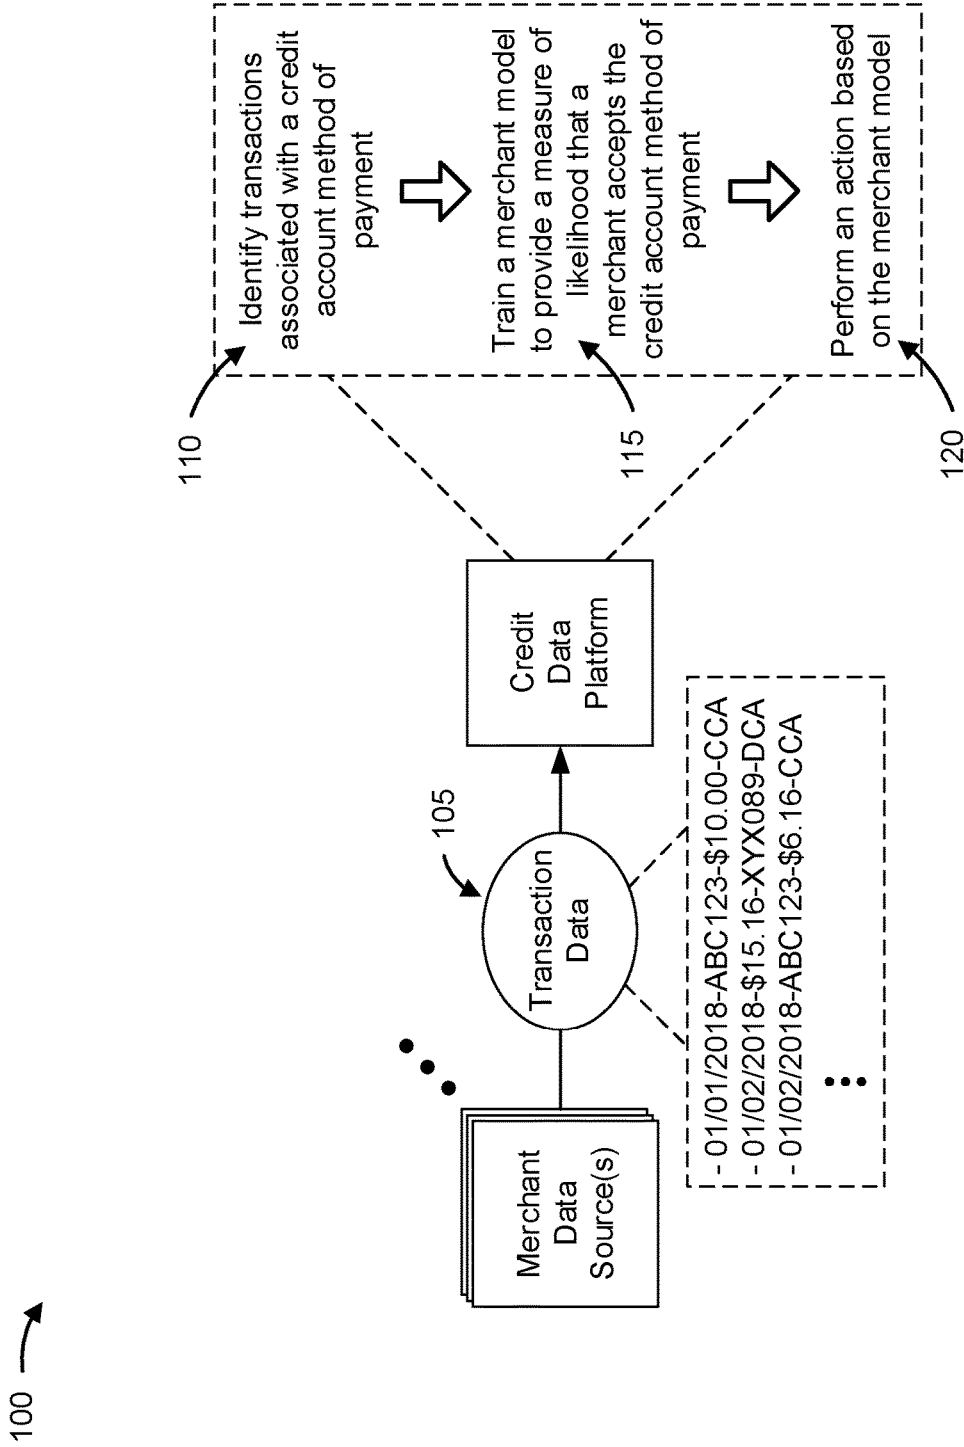 100
Merchant
Data
Source(s)
105
Transaction
Data
- 01/01/2018-ABC123-$10.00-CCA
- 01/02/2018-$15.16-XYX089-DCA
- 01/02/2018-ABC123-$6.16-CCA
Credit
Data
Platform
110
Identify transactions
associated with a credit
account method of
payment
115
Train a merchant model
to provide a measure of
likelihood that a
merchant accepts the
credit account method of
payment
120
Perform an action based
on the merchant model